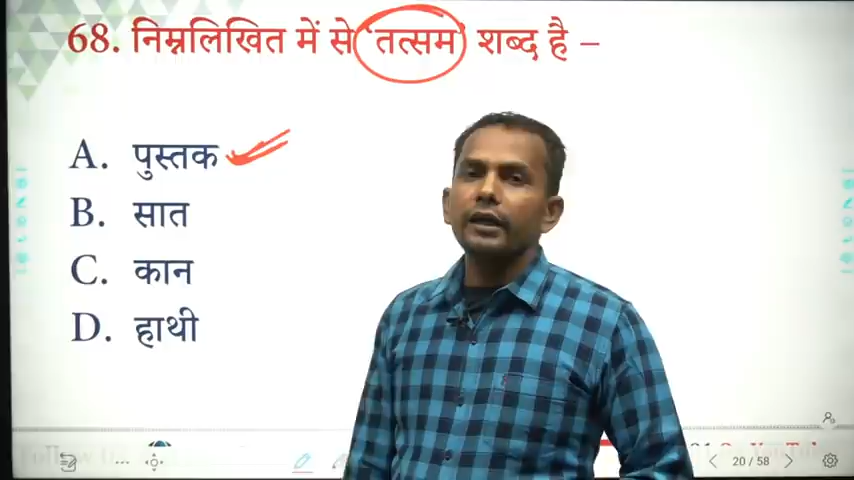 68. निम्नलिखित में से 'तत्सम' शब्द है –
A. पुस्तक
B. सात
C. कान
D. हाथी
20 / 58